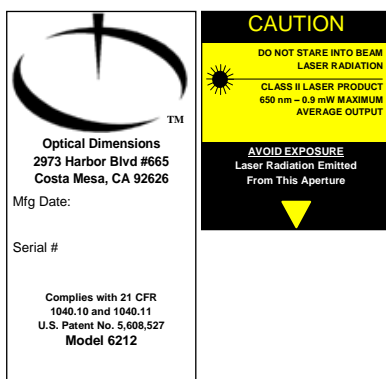 TM
Optical Dimensions
2973 Harbor Blvd #665
Costa Mesa, CA 92626
Mfg Date:
Serial #
Complies with 21 CFR
1040.10 and 1040.11
U.S. Patent No. 5,608,527
Model 6212
CAUTION
DO NOT STARE INTO BEAM
LASER RADIATION
CLASS II LASER PRODUCT
650 nm – 0.9 mW MAXIMUM
AVERAGE OUTPUT
AVOID EXPOSURE
Laser Radiation Emitted
From This Aperture